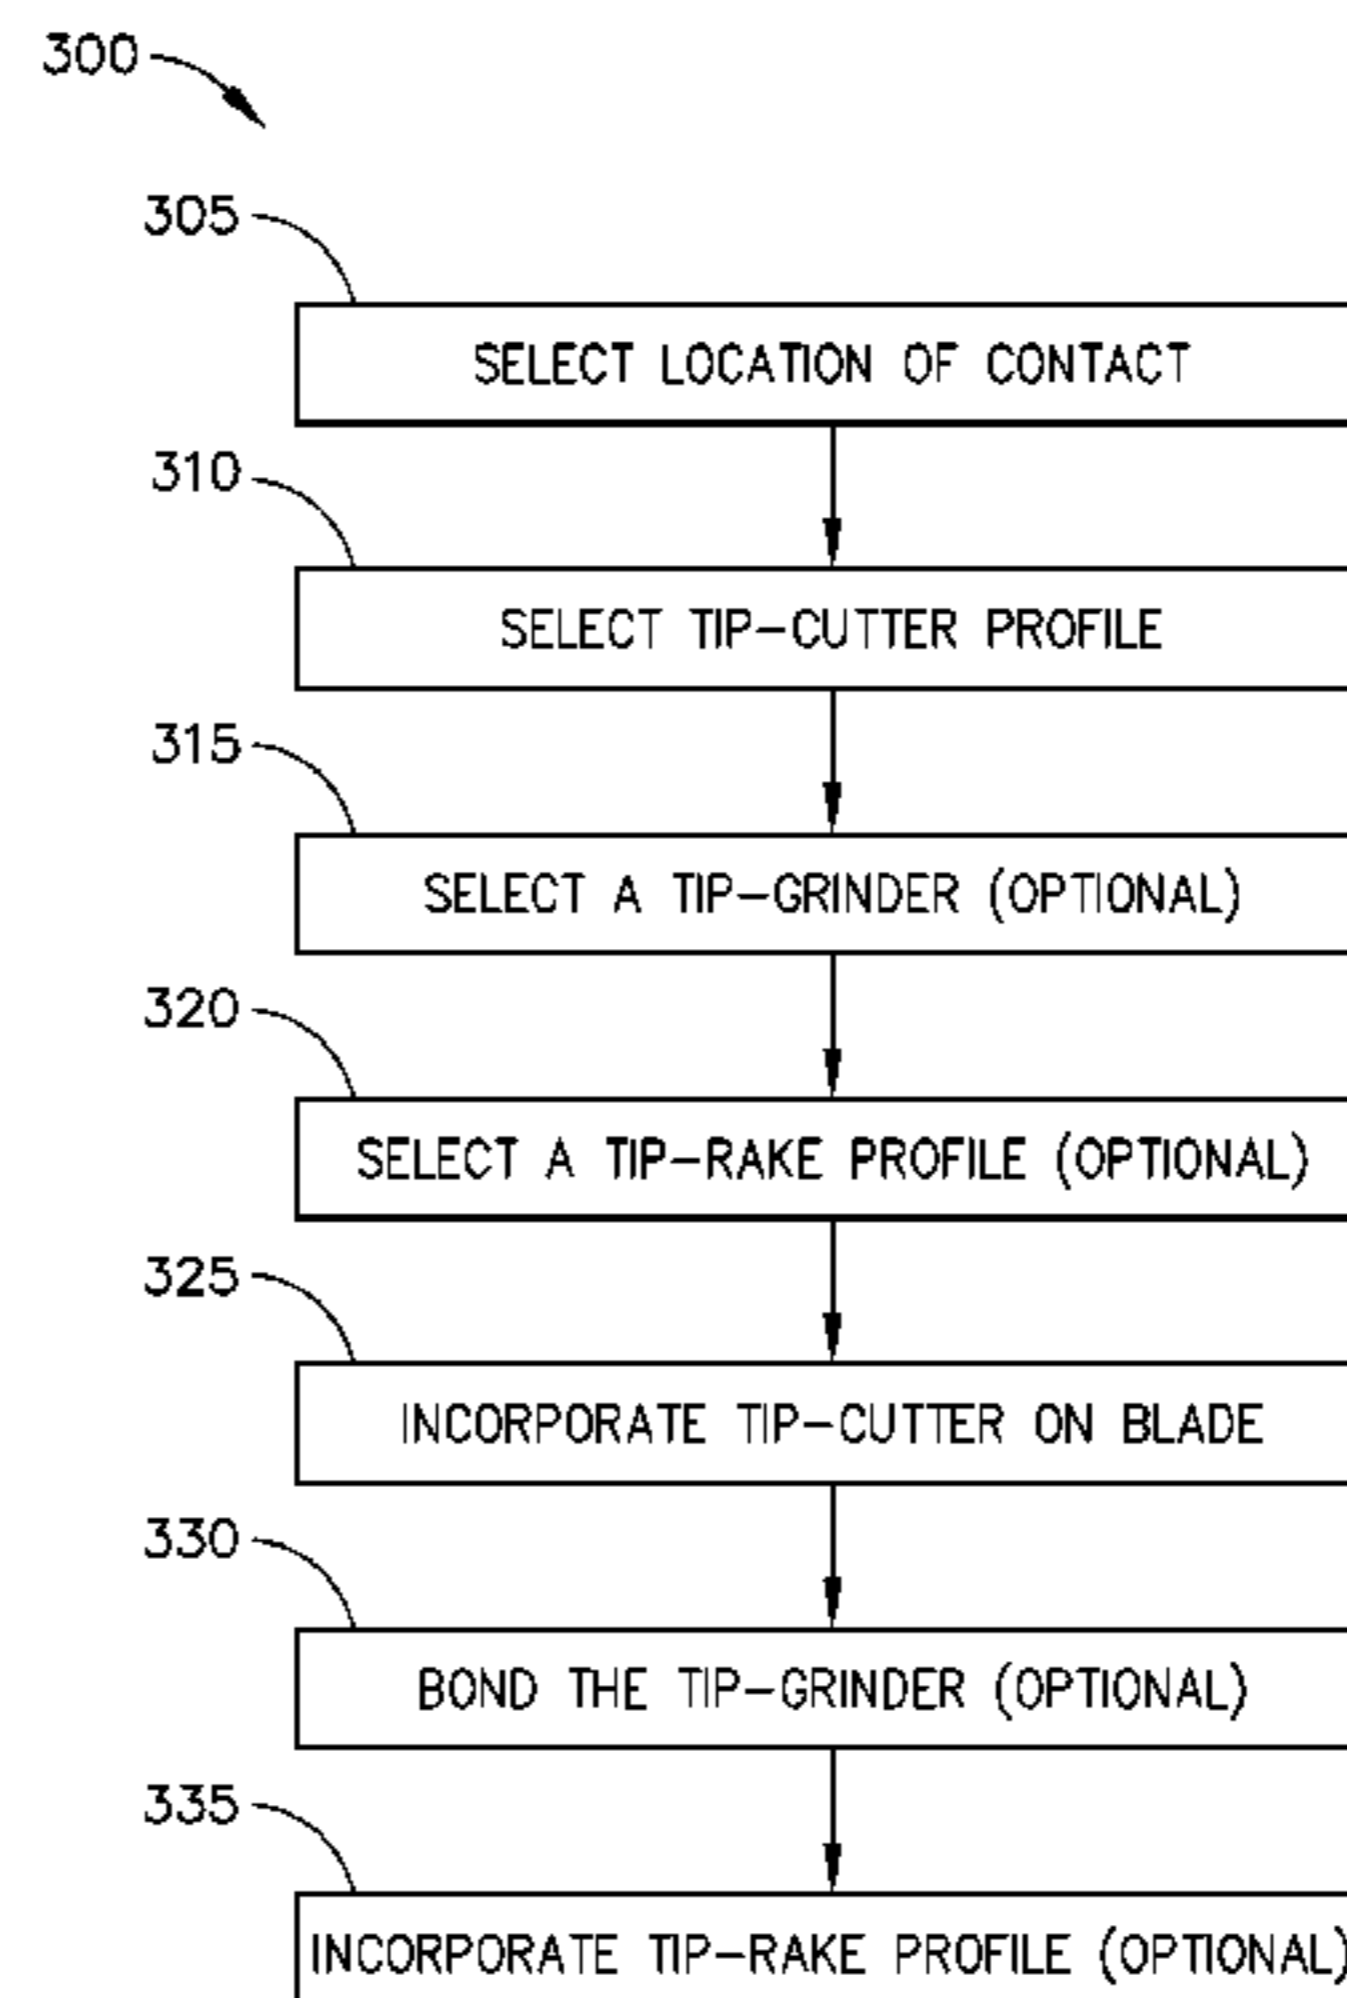 300
305
SELECT LOCATION OF CONTACT
310
SELECT TIP-CUTTER PROFILE
315
SELECT A TIP-GRINDER (OPTIONAL)
320
SELECT A TIP-RAKE PROFILE (OPTIONAL)
325
INCORPORATE TIP-CUTTER ON BLADE
330
BOND THE TIP-GRINDER (OPTIONAL)
335
INCORPORATE TIP-RAKE PROFILE (OPTIONAL)